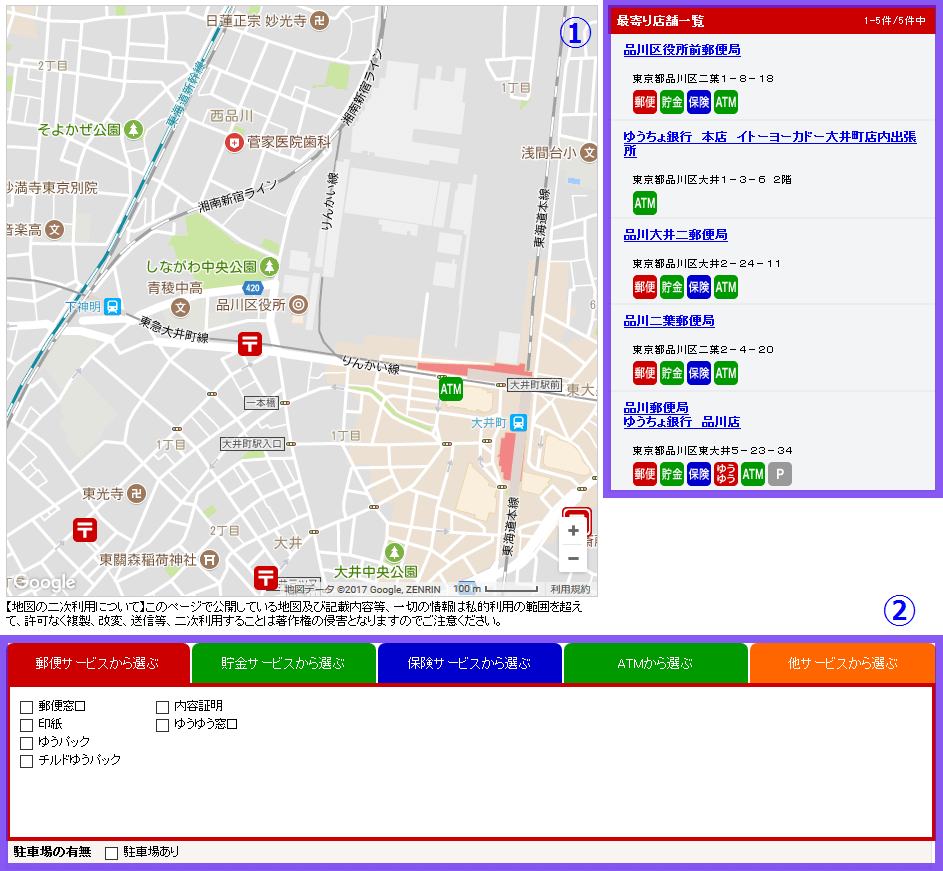 日蓮正宗 妙光寺
①
2丁目
東海道新幹線
湘南新宿ライン
1丁目
西品川
そよかぜ公園
菅家医院歯科
浅間台小
妙満寺東京別院
湘南新宿ライン
りんかい線
東海道本線
音楽高
しながわ中央公園
青稜中高
420
下神明
品川区役所
6
東急大井町線
りんかい線
ATM
大井町駅前
東大
一本橋
大井町
大井町駅入口
1丁目
1丁目
東光寺
2丁目
大井
東海道本線
+
−
東關森稲荷神社
大井中央公園
1丁
Google
地図データ ©2017 Google, ZENRIN
100 m
利用規約
【地図の二次利用について】このページで公開している地図及び記載内容等、一切の情報は私的利用の範囲を超え
て、許可なく複製、改変、送信等、二次利用することは著作権の侵害となりますのでご注意ください。
最寄り店舗一覧 1-5件/5件中
品川区役所前郵便局
東京都品川区二葉1-8-18
郵便 貯金 保険 ATM
ゆうちょ銀行 本店 イトーヨーカドー大井町店内出張
所
東京都品川区大井1-3-6 2階
ATM
品川大井二郵便局
東京都品川区大井2-24-11
郵便 貯金 保険 ATM
品川二葉郵便局
東京都品川区二葉2-4-20
郵便 貯金 保険 ATM
品川郵便局
ゆうちょ銀行 品川店
東京都品川区東大井5-23-34
郵便 貯金 保険 ゆうゆう ATM P
②
郵便サービスから選ぶ 貯金サービスから選ぶ 保険サービスから選ぶ ATMから選ぶ 他サービスから選ぶ
郵便窓口 内容証明
印紙 ゆうゆう窓口
ゆうパック
チルドゆうパック
駐車場の有無 駐車場あり